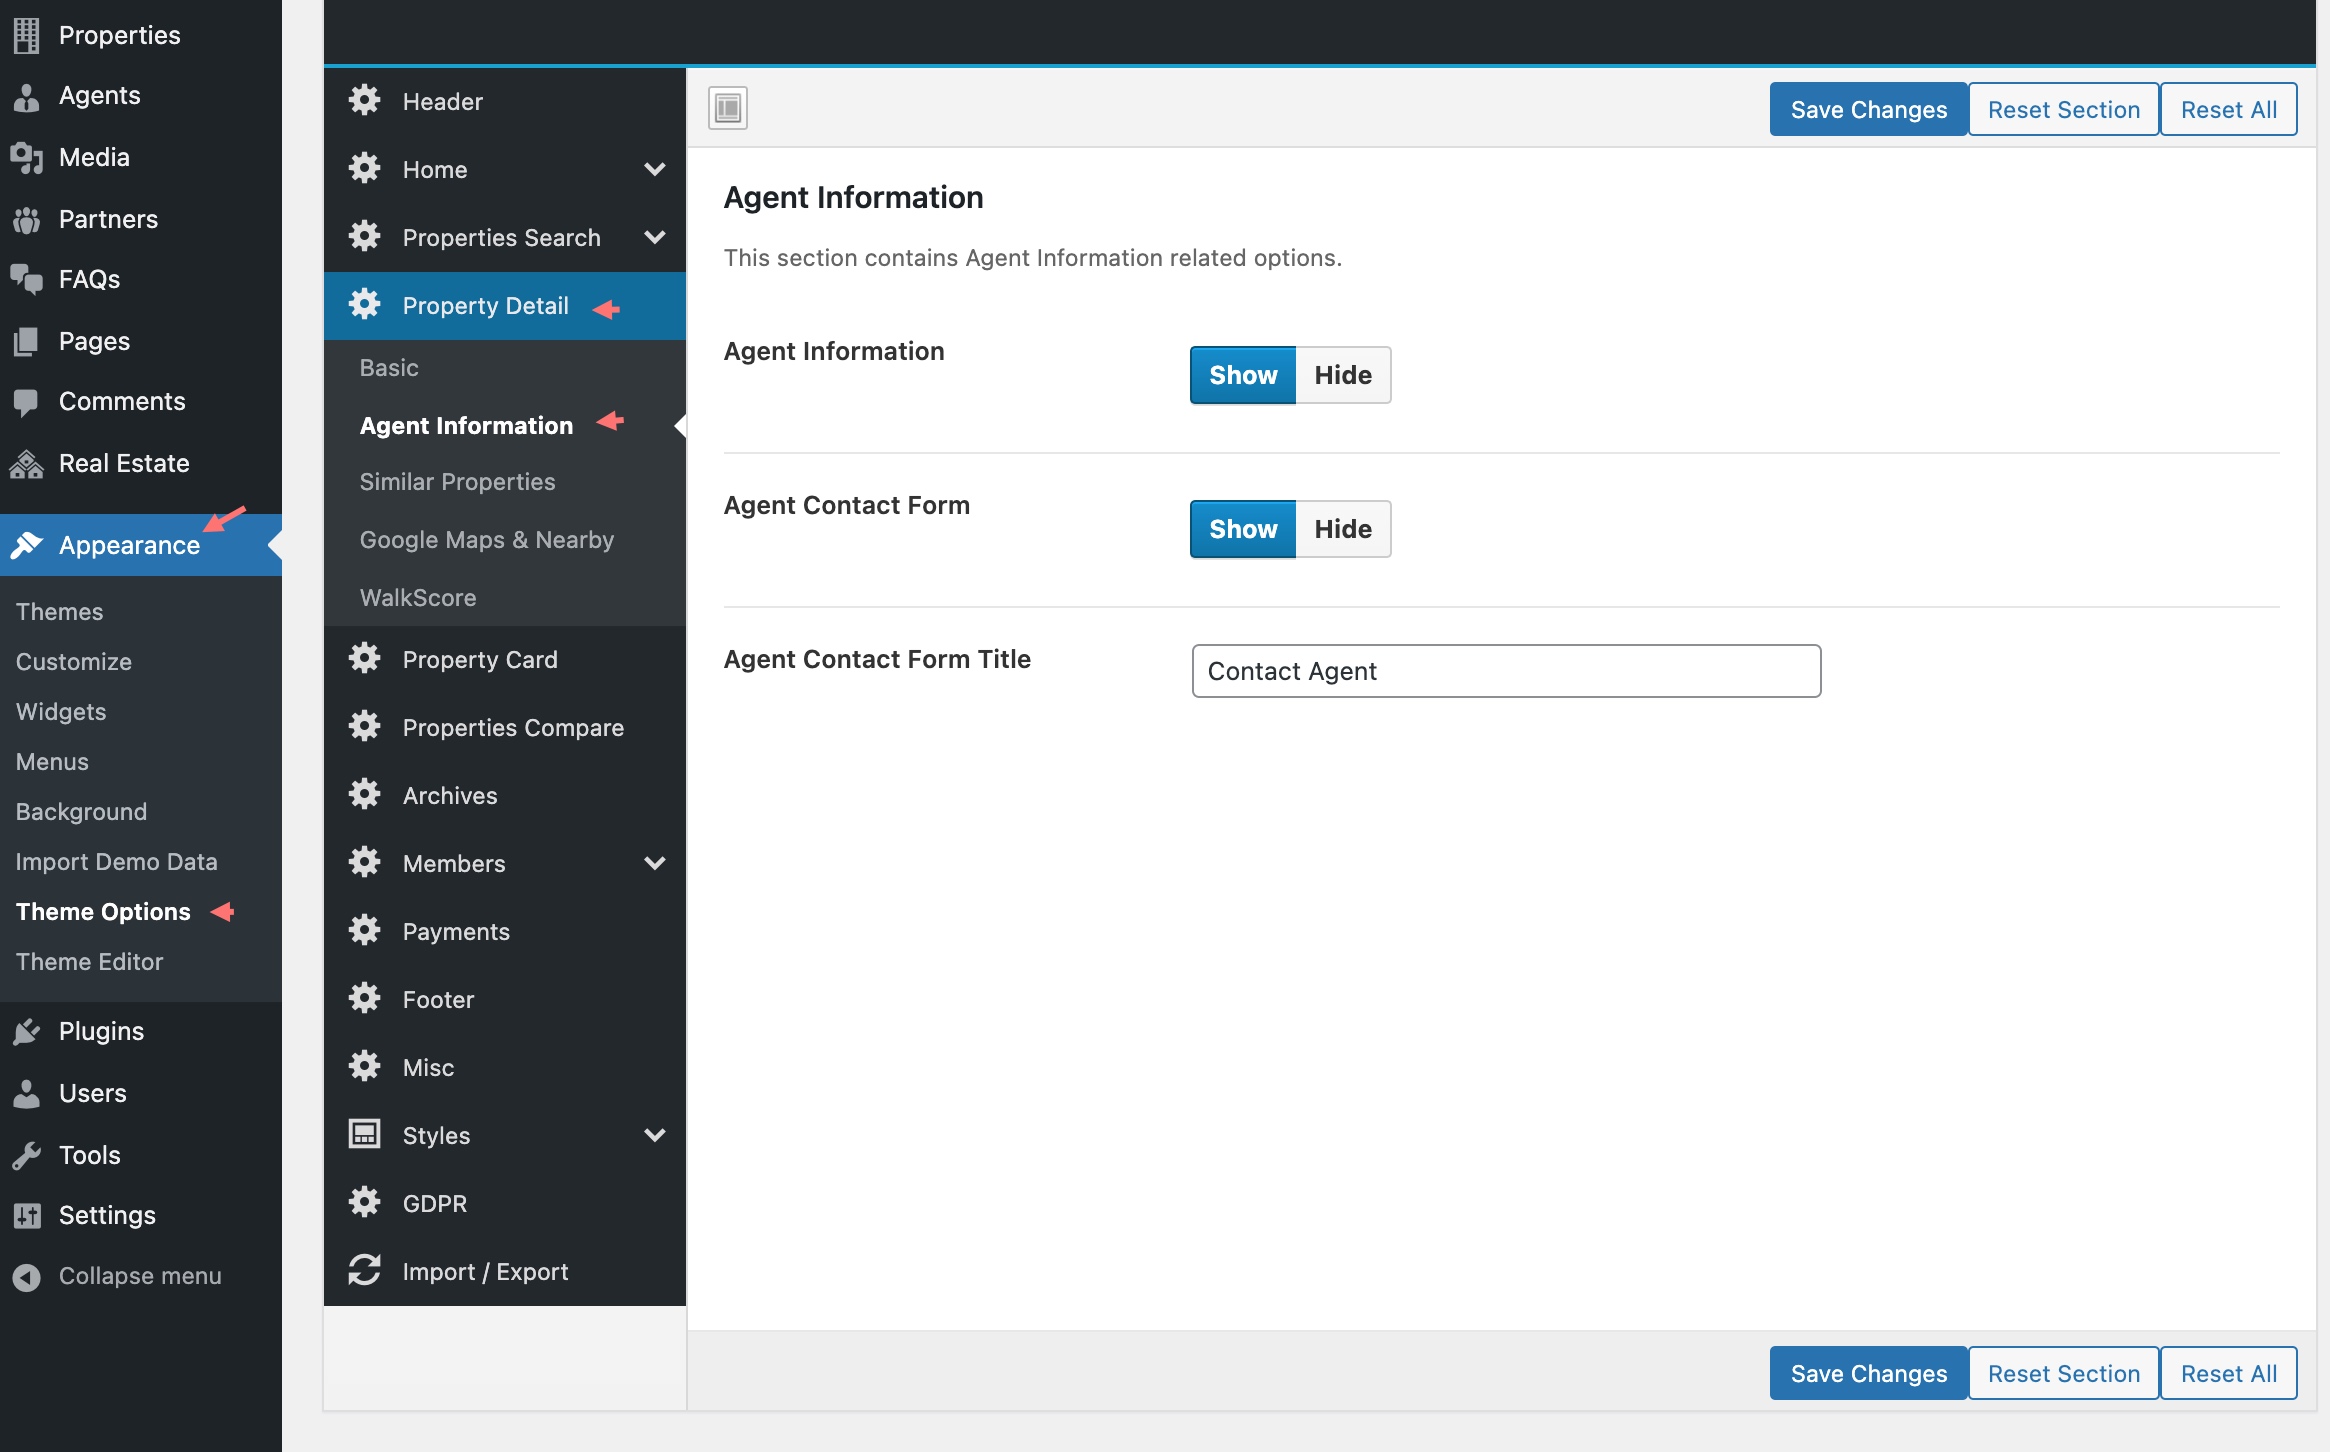 Properties
Agents
Media
Partners
FAQs
Pages
Comments
Real Estate
Appearance
Themes
Customize
Widgets
Menus
Background
Import Demo Data
Theme Options
Theme Editor
Plugins
Users
Tools
Settings
Collapse menu
Header
Home
Properties Search
Property Detail
Basic
Agent Information
Similar Properties
Google Maps & Nearby
WalkScore
Property Card
Properties Compare
Archives
Members
Payments
Footer
Misc
Styles
GDPR
Import / Export
Save Changes Reset Section Reset All
Agent Information
This section contains Agent Information related options.
Agent Information Show Hide
Agent Contact Form Show Hide
Agent Contact Form Title Contact Agent
Save Changes Reset Section Reset All